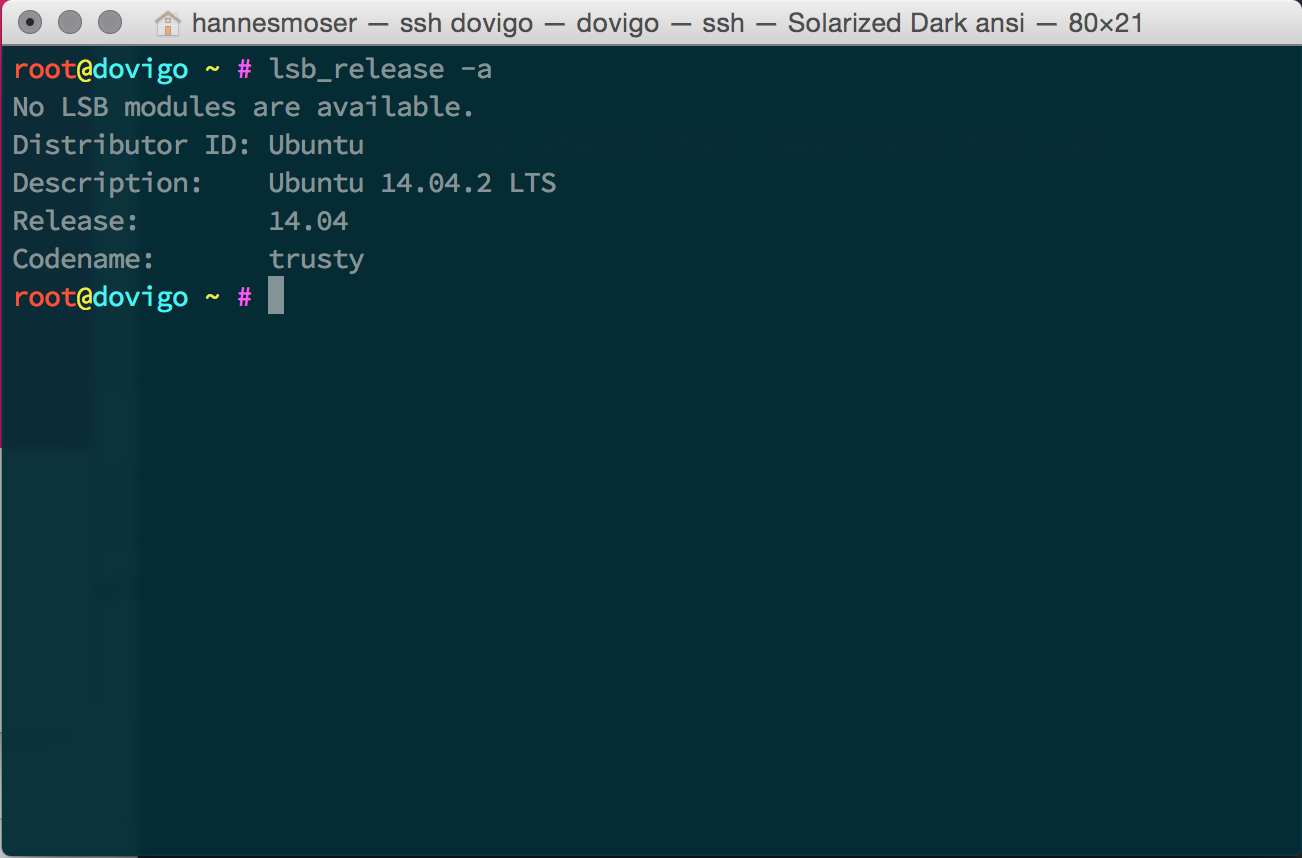 hannesmoser — ssh dovigo — dovigo — ssh — Solarized Dark ansi — 80×21
root@dovigo ~ # lsb_release -a
No LSB modules are available.
Distributor ID: Ubuntu
Description:    Ubuntu 14.04.2 LTS
Release:        14.04
Codename:       trusty
root@dovigo ~ #